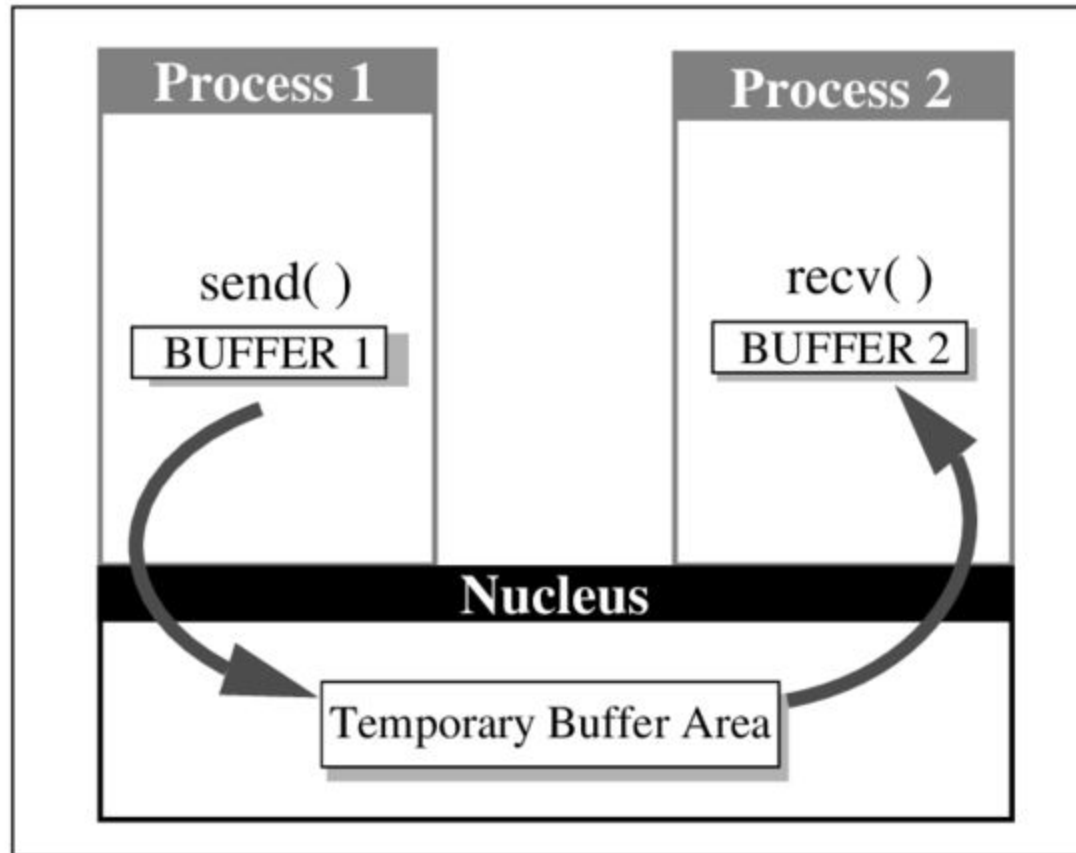 Process 1
Process 2
send( )
recv( )
BUFFER 1
BUFFER 2
Nucleus
Temporary Buffer Area